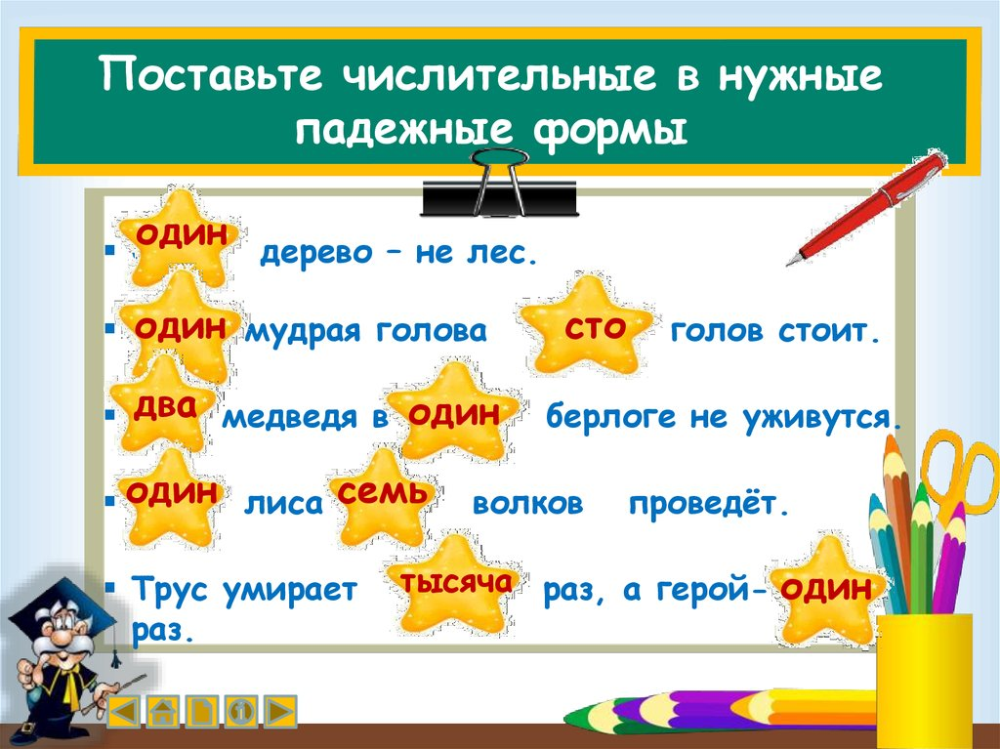 Поставьте числительные в нужные
падежные формы
один дерево – не лес.
один мудрая голова сто голов стоит.
два медведя в один берлоге не уживутся.
один лиса семь волков проведёт.
Трус умирает тысяча раз, а герой- один
раз.